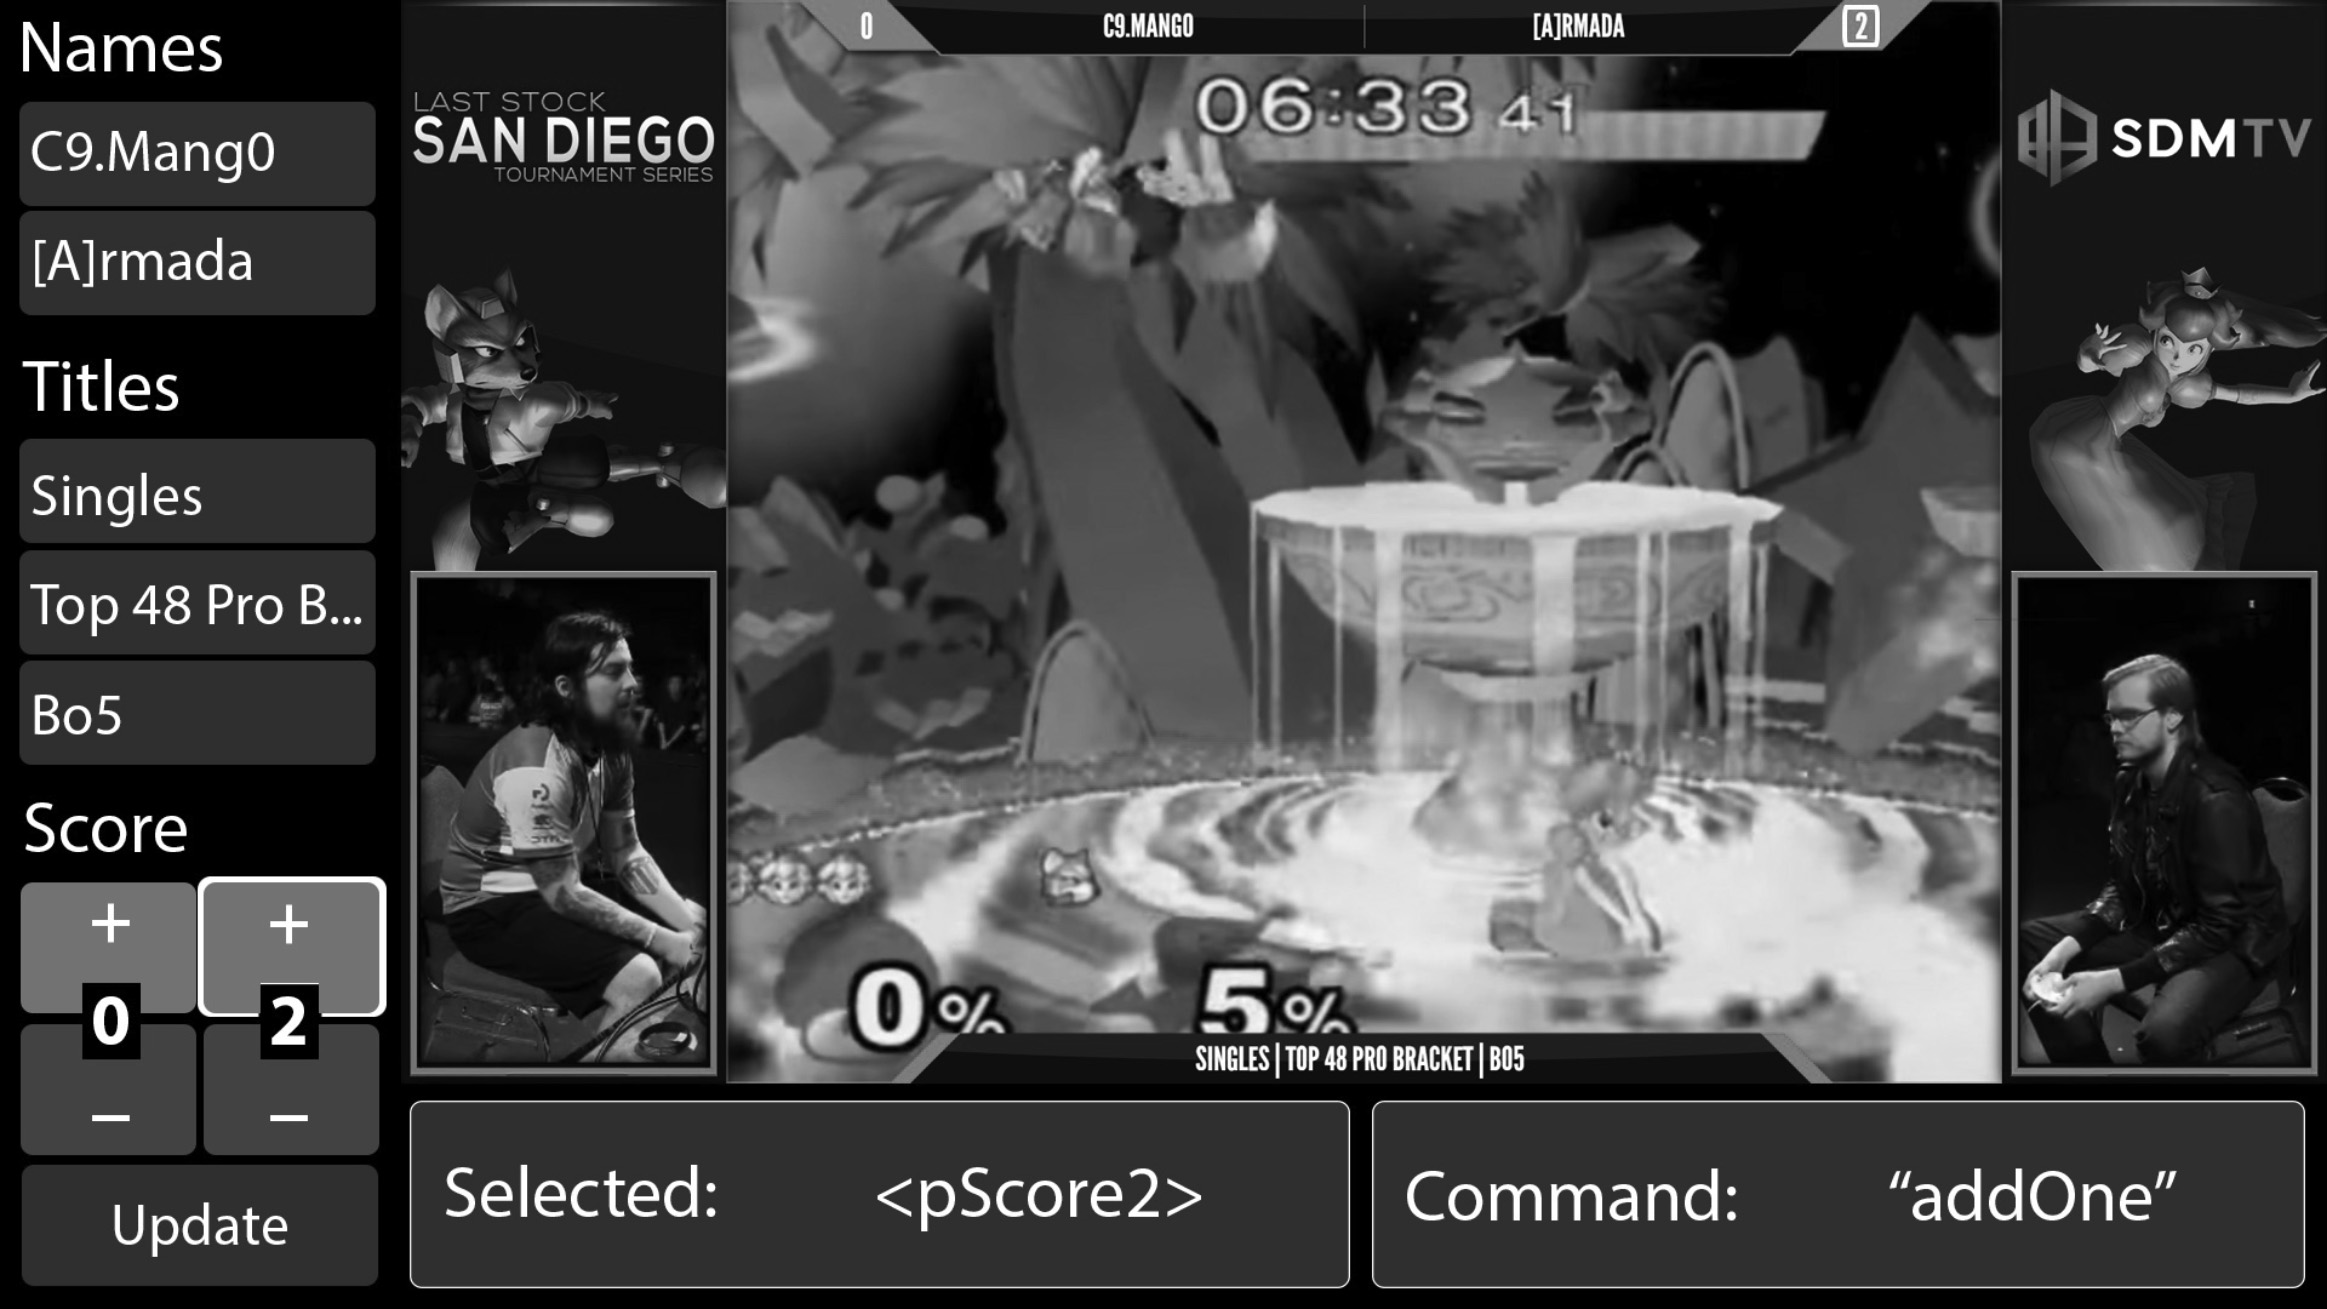 Names
C9.Mang0
[A]rmada
Titles
Singles
Top 48 Pro B...
Bo5
Score
+ +
0 2
– –
Update
LAST STOCK
SAN DIEGO
TOURNAMENT SERIES
0 C9.MANG0 [A]RMADA 2
06:33 41
SDMTV
0% 5%
SINGLES | TOP 48 PRO BRACKET | BO5
Selected: <pScore2>
Command: “addOne”